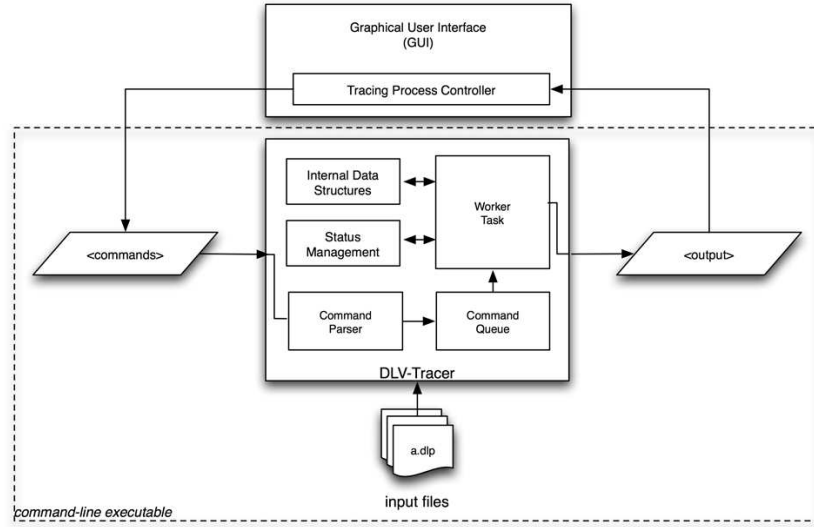 Graphical User Interface
(GUI)
Tracing Process Controller
Internal Data
Structures
Worker
Task
Status
Management
<commands>
<output>
Command
Parser
Command
Queue
DLV-Tracer
a.dlp
input files
command-line executable